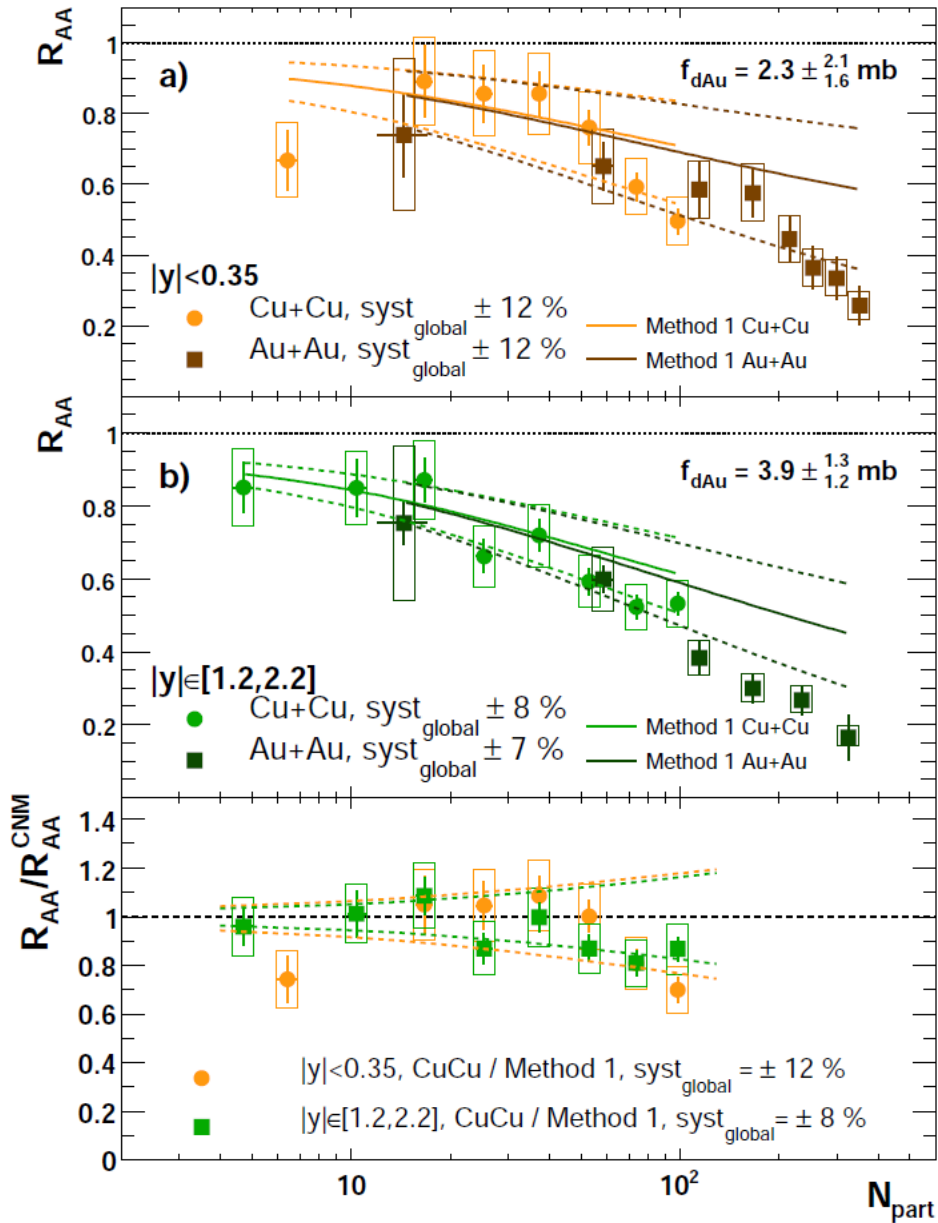 R_AA
1
a)
f_dAu = 2.3 ± 2.1 1.6 mb
0.8
0.6
0.4
|y|<0.35
Cu+Cu, syst_global ± 12 %
Method 1 Cu+Cu
0.2
Au+Au, syst_global ± 12 %
Method 1 Au+Au
R_AA
1
b)
f_dAu = 3.9 ± 1.3 1.2 mb
0.8
0.6
0.4
|y|∈[1.2,2.2]
Cu+Cu, syst_global ± 8 %
Method 1 Cu+Cu
0.2
Au+Au, syst_global ± 7 %
Method 1 Au+Au
R_AA/R_AA^CNM
1.4
1.2
1
0.8
0.6
0.4
|y|<0.35, CuCu / Method 1, syst_global = ± 12 %
0.2
|y|∈[1.2,2.2], CuCu / Method 1, syst_global = ± 8 %
0
10
10²
N_part